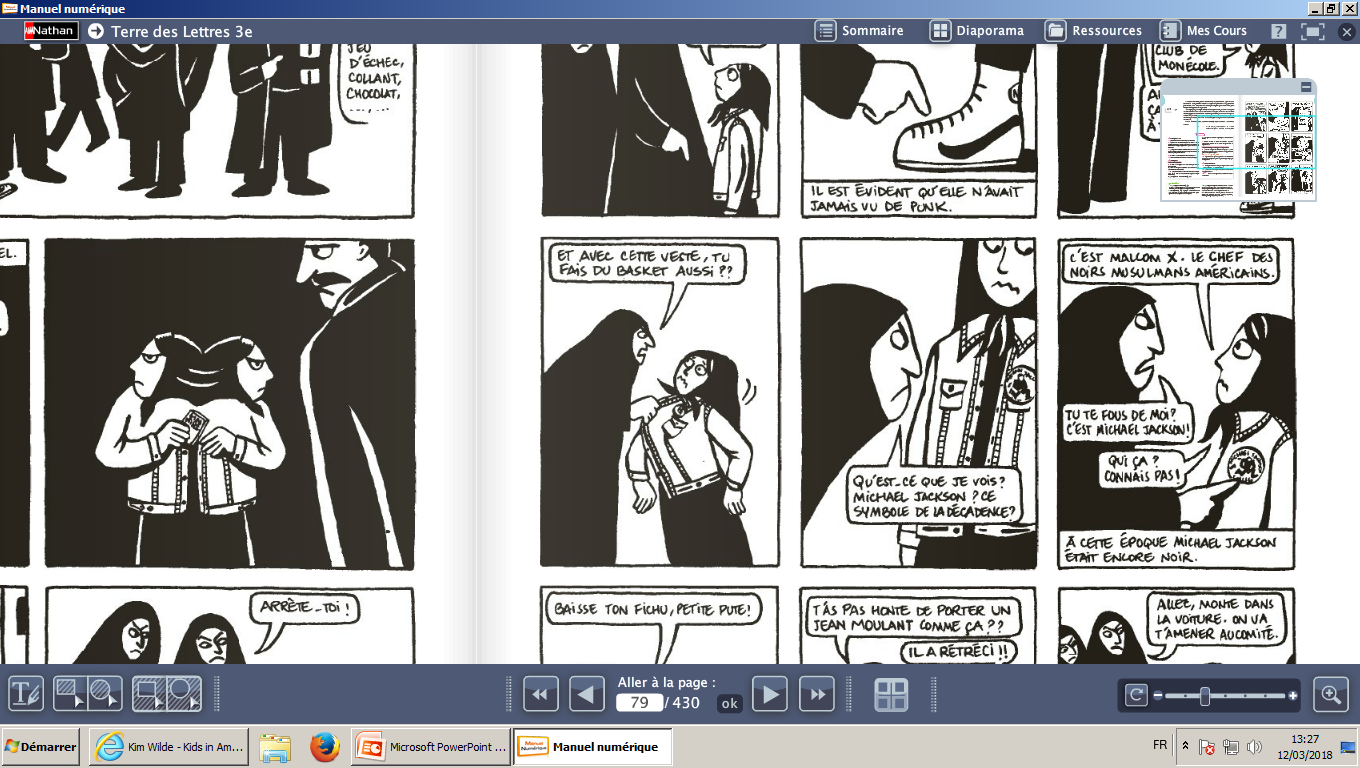 Manuel numérique
Nathan
Terre des Lettres 3e
Sommaire
Diaporama
Ressources
Mes Cours
?
JEU
D'ÉCHEC,
COLLANT,
CHOCOLAT,
IL EST ÉVIDENT QU'ELLE N'AVAIT
JAMAIS VU DE PUNK.
CLUB DE
MONÉCOLE.
EL.
ET AVEC CETTE VESTE, TU
FAIS DU BASKET AUSSI ??
QU'EST-CE QUE JE VOIS?
MICHAEL JACKSON ? CE
SYMBOLE DE LA DÉCADENCE?
C'EST MALCOM X. LE CHEF DES
NOIRS MUSULMANS AMÉRICAINS.
TU TE FOUS DE MOI?
C'EST MICHAEL JACKSON!
QUI ÇA ?
CONNAIS PAS!
À CETTE ÉPOQUE MICHAEL JACKSON
ÉTAIT ENCORE NOIR.
ARRÊTE-TOI !
BAISSE TON FICHU, PETITE PUTE!
T'AS PAS HONTE DE PORTER UN
JEAN MOULANT COMME ÇA ??
IL A RÉTRÉCI !!
ALLEZ, MONTE DANS
LA VOITURE. ON VA
T'AMENER AU COMITÉ.
Aller à la page :
79 / 430 ok
Démarrer
Kim Wilde - Kids in Am...
Microsoft PowerPoint ...
Manuel numérique
FR
13:27
12/03/2018